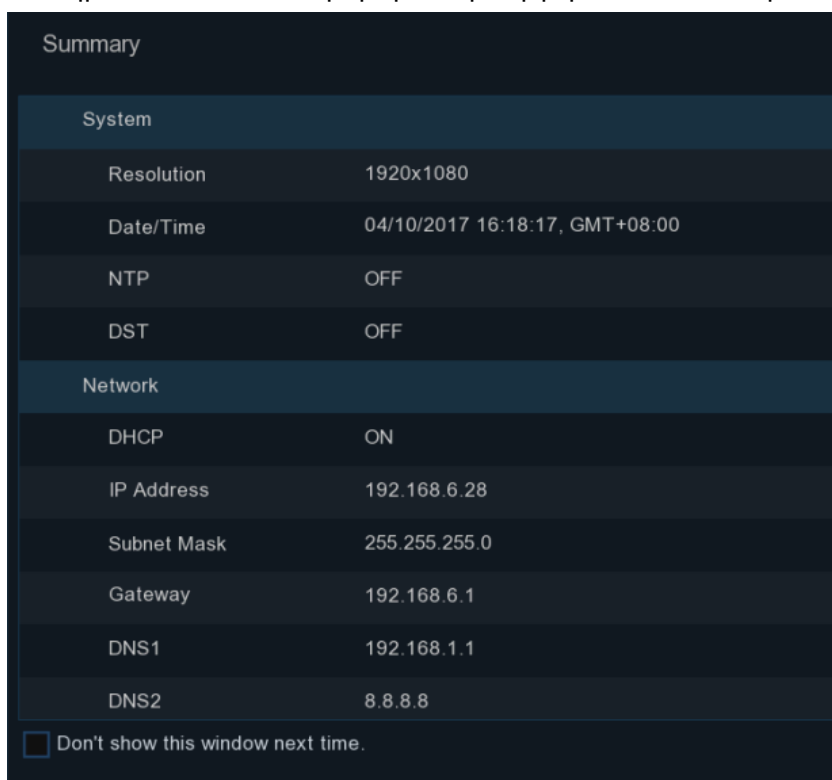 Summary
System
Resolution 1920x1080
Date/Time 04/10/2017 16:18:17, GMT+08:00
NTP OFF
DST OFF
Network
DHCP ON
IP Address 192.168.6.28
Subnet Mask 255.255.255.0
Gateway 192.168.6.1
DNS1 192.168.1.1
DNS2 8.8.8.8
Don't show this window next time.